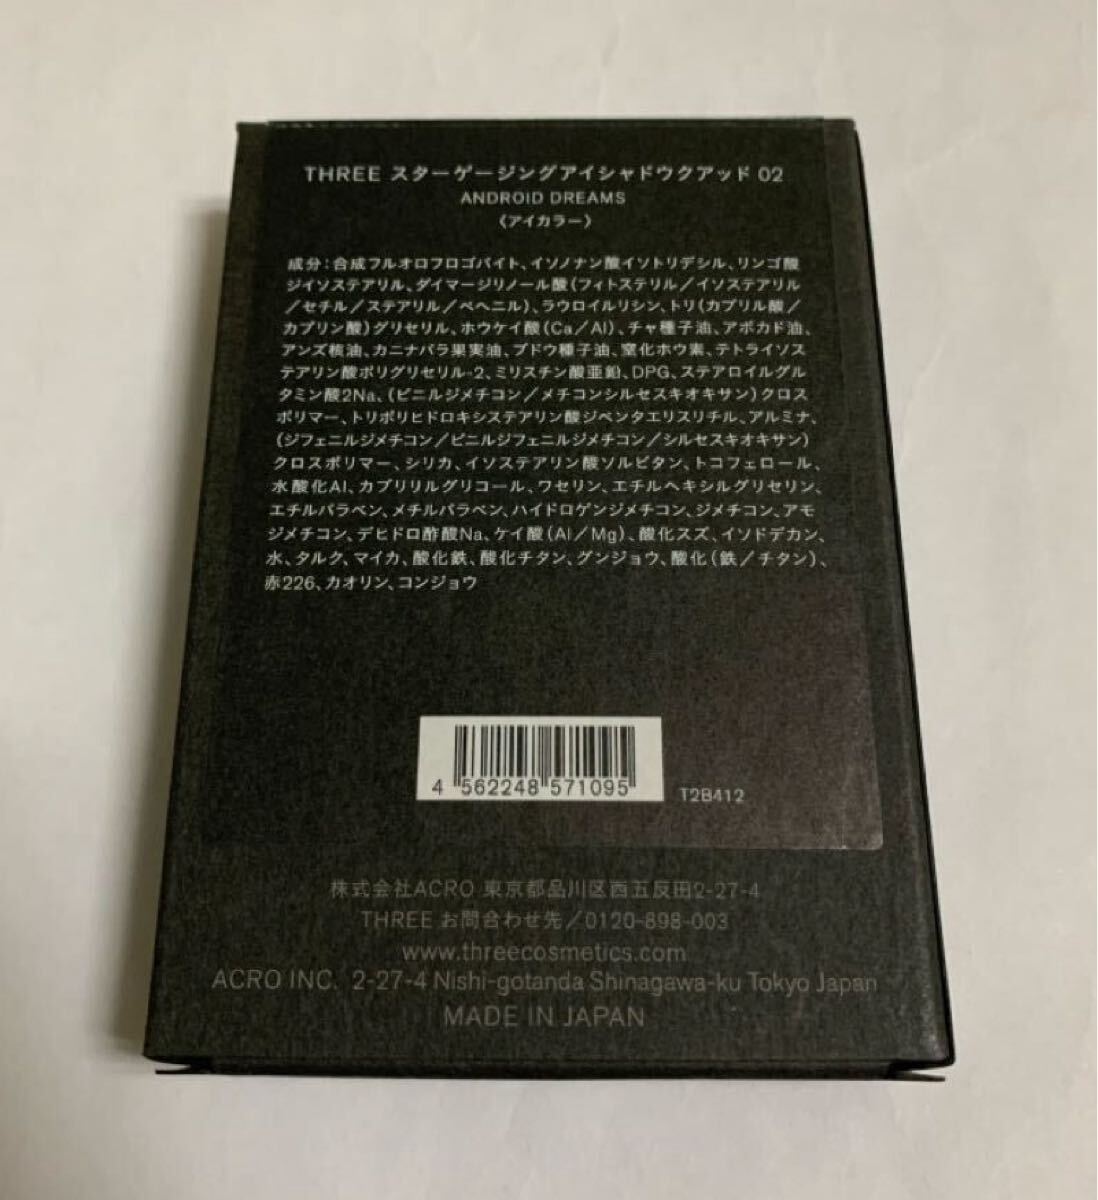 THREE スターゲージングアイシャドウクアッド 02
ANDROID DREAMS
〈アイカラー〉
成分：合成フルオロフロゴパイト、イソノナン酸イソトリデシル、リンゴ酸
ジイソステアリル、ダイマージリノール酸（フィトステリル／イソステアリル
／セチル／ステアリル／ベヘニル）、ラウロイルリシン、トリ（カプリル酸／
カプリン酸）グリセリル、ホウケイ酸（Ca／Al）、チャ種子油、アボカド油、
アンズ核油、カニナバラ果実油、ブドウ種子油、窒化ホウ素、テトライソス
テアリン酸ポリグリセリル-2、ミリスチン酸亜鉛、DPG、ステアロイルグル
タミン酸2Na、（ビニルジメチコン／メチコンシルセスキオキサン）クロス
ポリマー、トリポリヒドロキシステアリン酸ジペンタエリスリチル、アルミナ、
（ジフェニルジメチコン／ビニルジフェニルジメチコン／シルセスキオキサン）
クロスポリマー、シリカ、イソステアリン酸ソルビタン、トコフェロール、
水酸化Al、カプリリルグリコール、ワセリン、エチルヘキシルグリセリン、
エチルパラベン、メチルパラベン、ハイドロゲンジメチコン、ジメチコン、アモ
ジメチコン、デヒドロ酢酸Na、ケイ酸（Al／Mg）、酸化スズ、イソドデカン、
水、タルク、マイカ、酸化鉄、酸化チタン、グンジョウ、酸化（鉄／チタン）、
赤226、カオリン、コンジョウ
4 562248 571095
T2B412
株式会社ACRO 東京都品川区西五反田2-27-4
THREE お問合わせ先／0120-898-003
www.threecosmetics.com
ACRO INC. 2-27-4 Nishi-gotanda Shinagawa-ku Tokyo Japan
MADE IN JAPAN